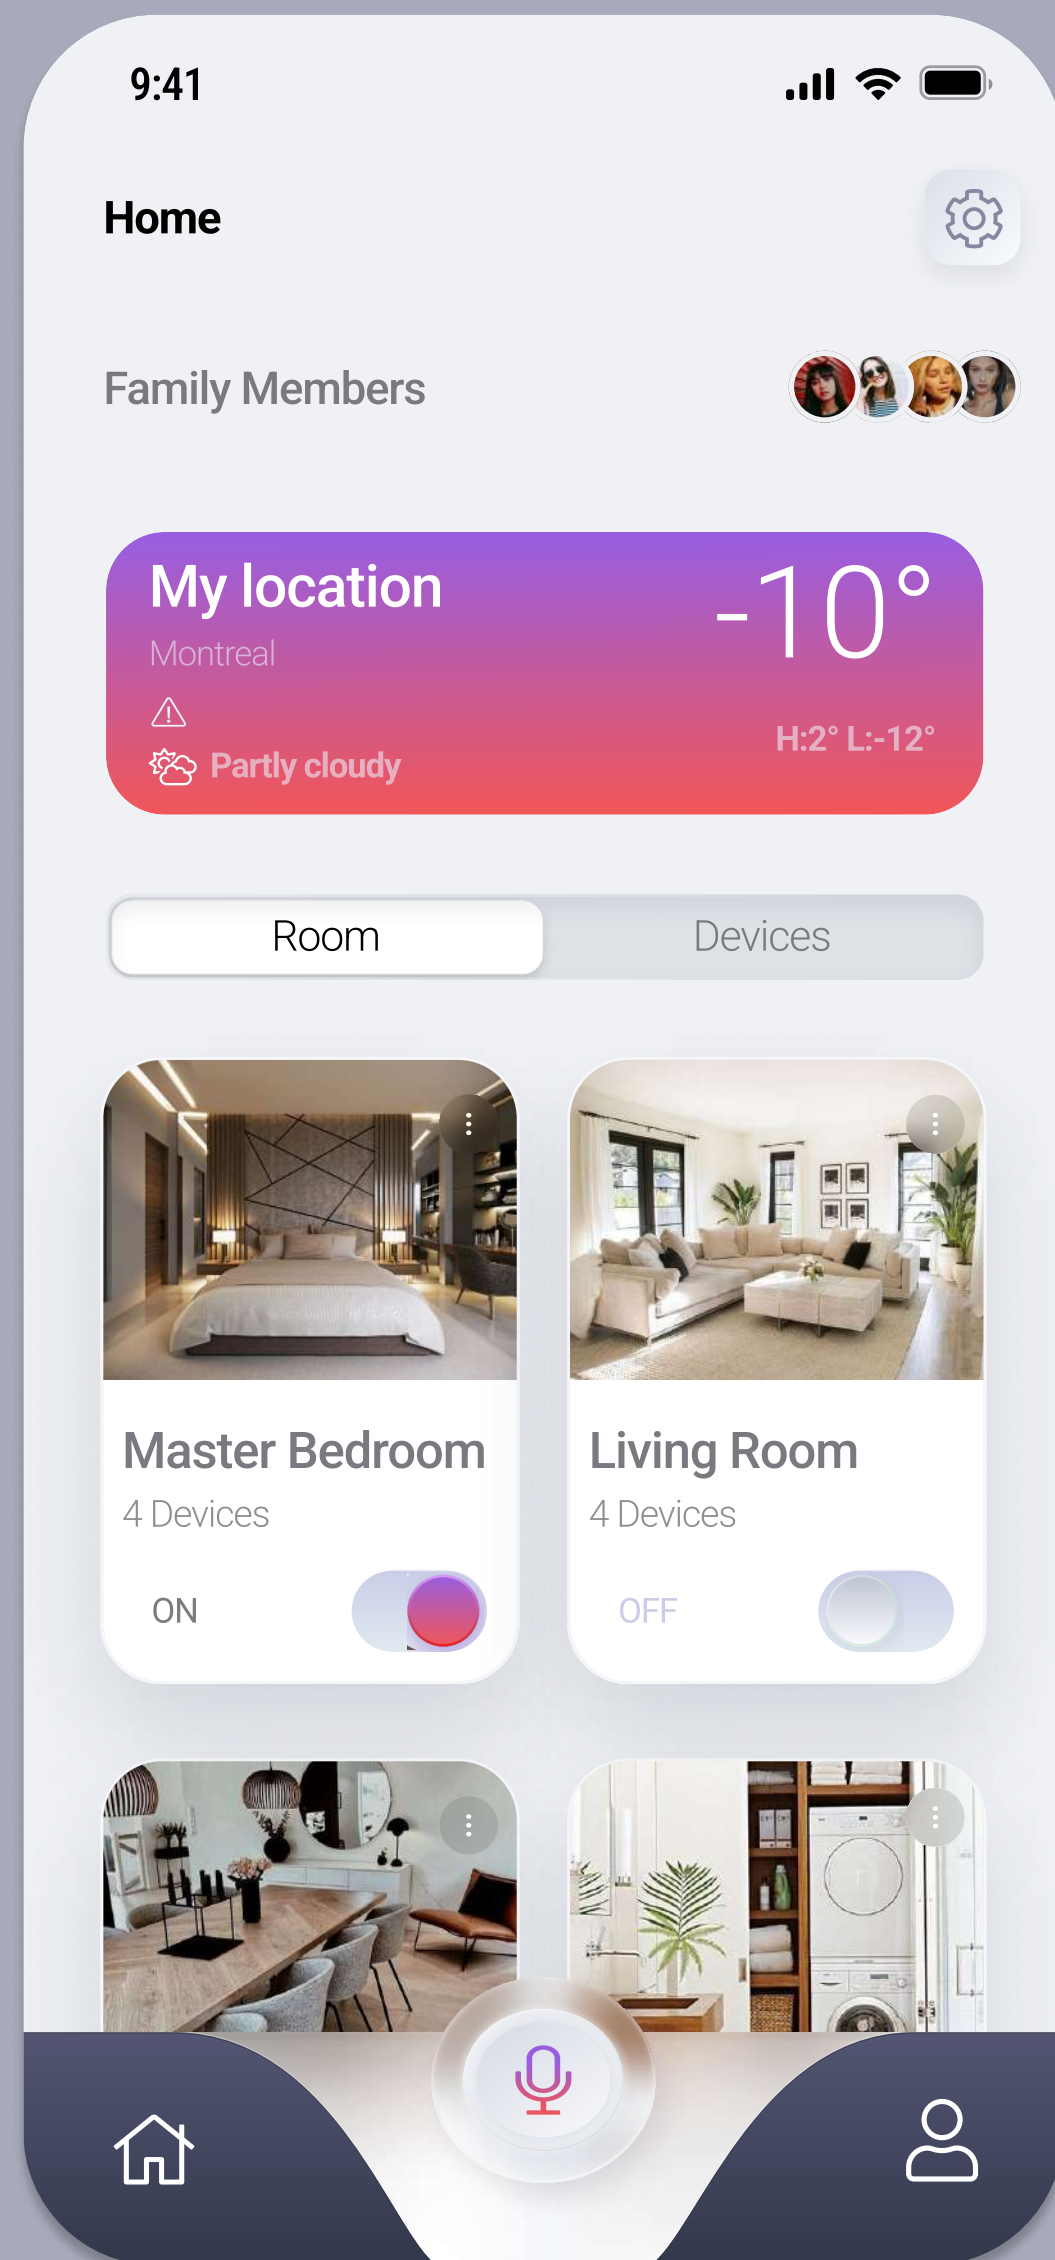 9:41
Home
Family Members
My location
-10°
Montreal
H:2° L:-12°
Partly cloudy
Room
Devices
Master Bedroom
Living Room
4 Devices
4 Devices
ON
OFF